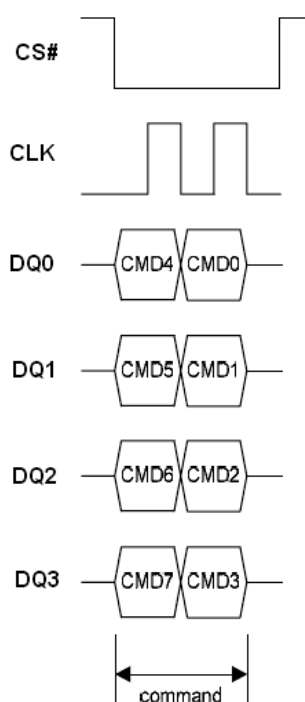 CS#
CLK
DQ0 CMD4 CMD0
DQ1 CMD5 CMD1
DQ2 CMD6 CMD2
DQ3 CMD7 CMD3
command